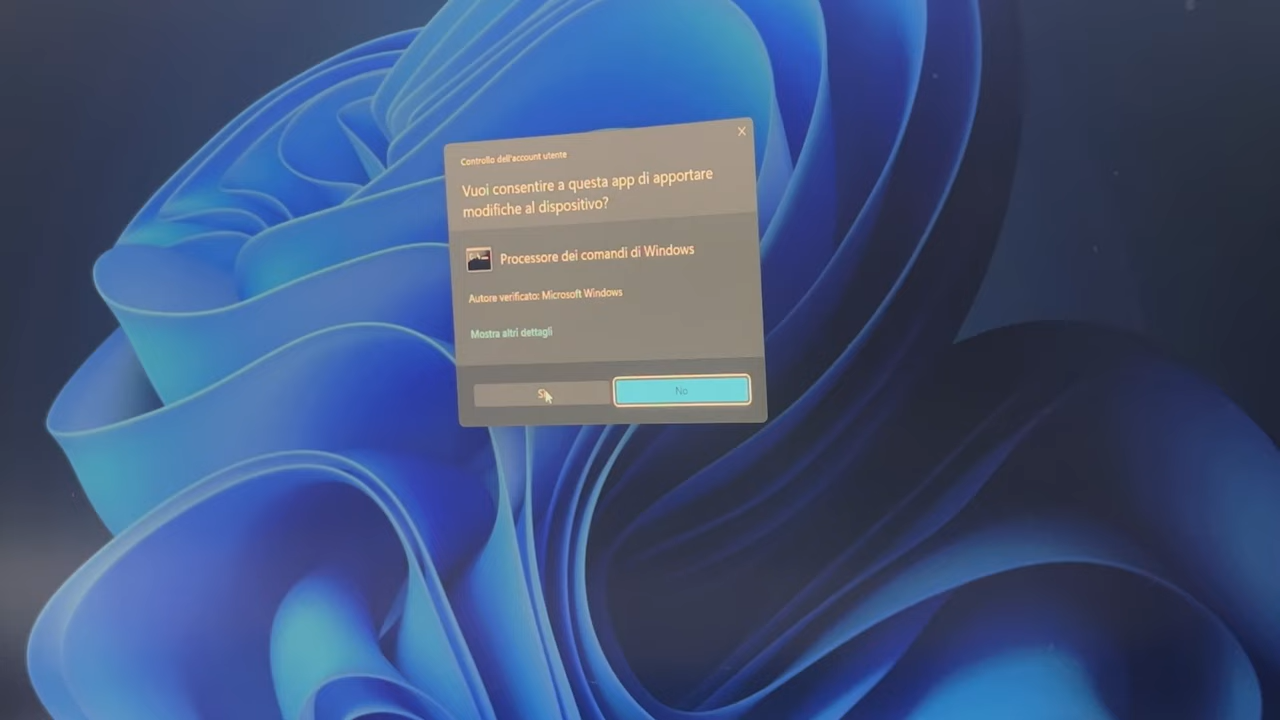 Controllo dell'account utente
Vuoi consentire a questa app di apportare
modifiche al dispositivo?
Processore dei comandi di Windows
Autore verificato: Microsoft Windows
Mostra altri dettagli
Sì
No